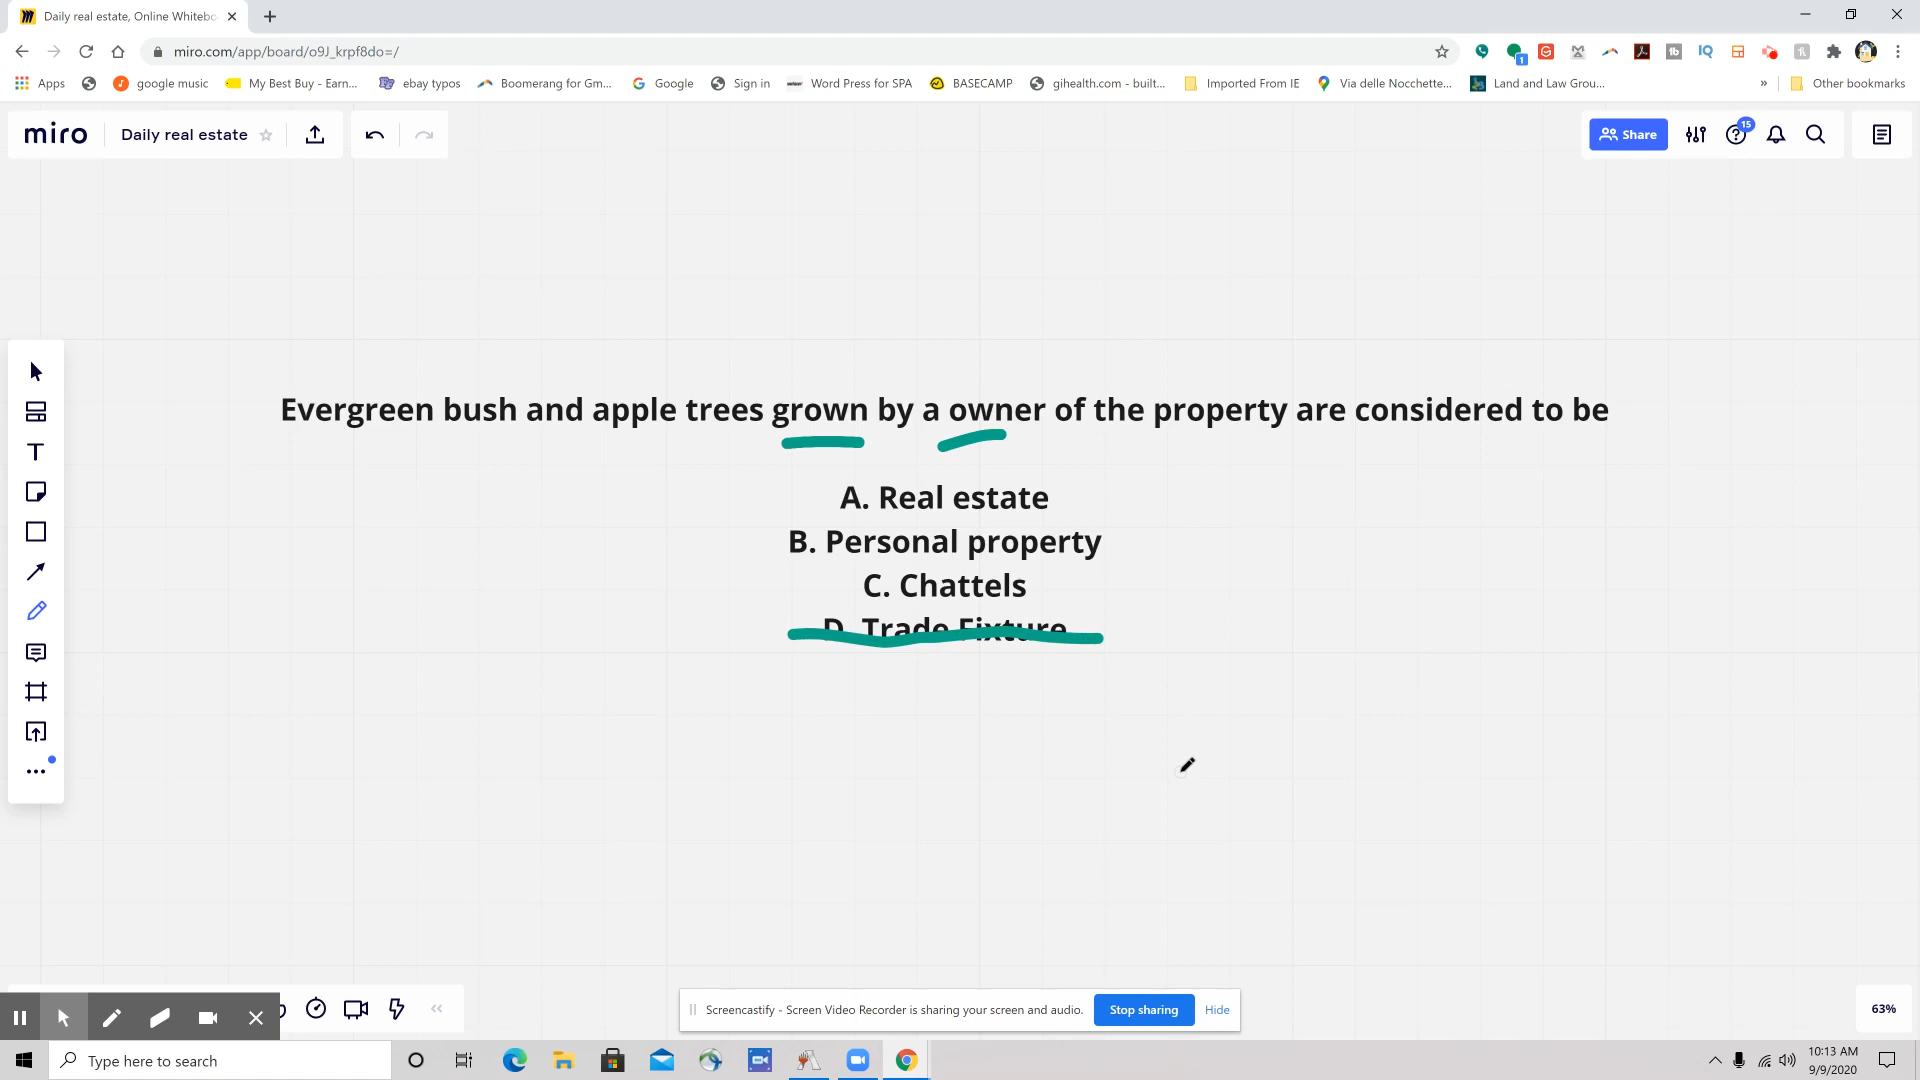 Daily real estate, Online Whitebo
miro.com/app/board/o9J_krpf8do=/
1
Apps
google music
My Best Buy - Earn...
ebay typos
Boomerang for Gm...
Google
Sign in
Word Press for SPA
BASECAMP
gihealth.com - built...
Imported From IE
Via delle Nocchette...
Land and Law Grou...
»
Other bookmarks
miro
Daily real estate
Share
15
Evergreen bush and apple trees grown by a owner of the property are considered to be
A. Real estate
B. Personal property
C. Chattels
D. Trade Fixture
Screencastify - Screen Video Recorder is sharing your screen and audio.
Stop sharing
Hide
63%
Type here to search
10:13 AM
9/9/2020